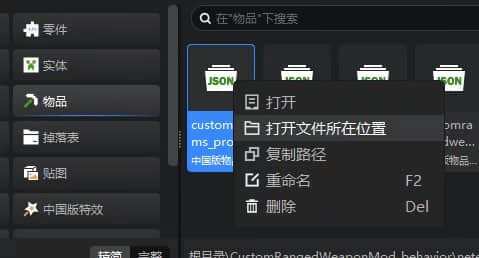 零件
实体
物品
掉落表
贴图
中国版特效
精简 完整
在"物品"下搜索
JSON JSON JSON JSON
custom
ms_pro
中国版物
omra
dwe...
版物品...
打开
打开文件所在位置
复制路径
重命名 F2
删除 Del
根目录\CustomRangedWeaponMod_behavior\nete